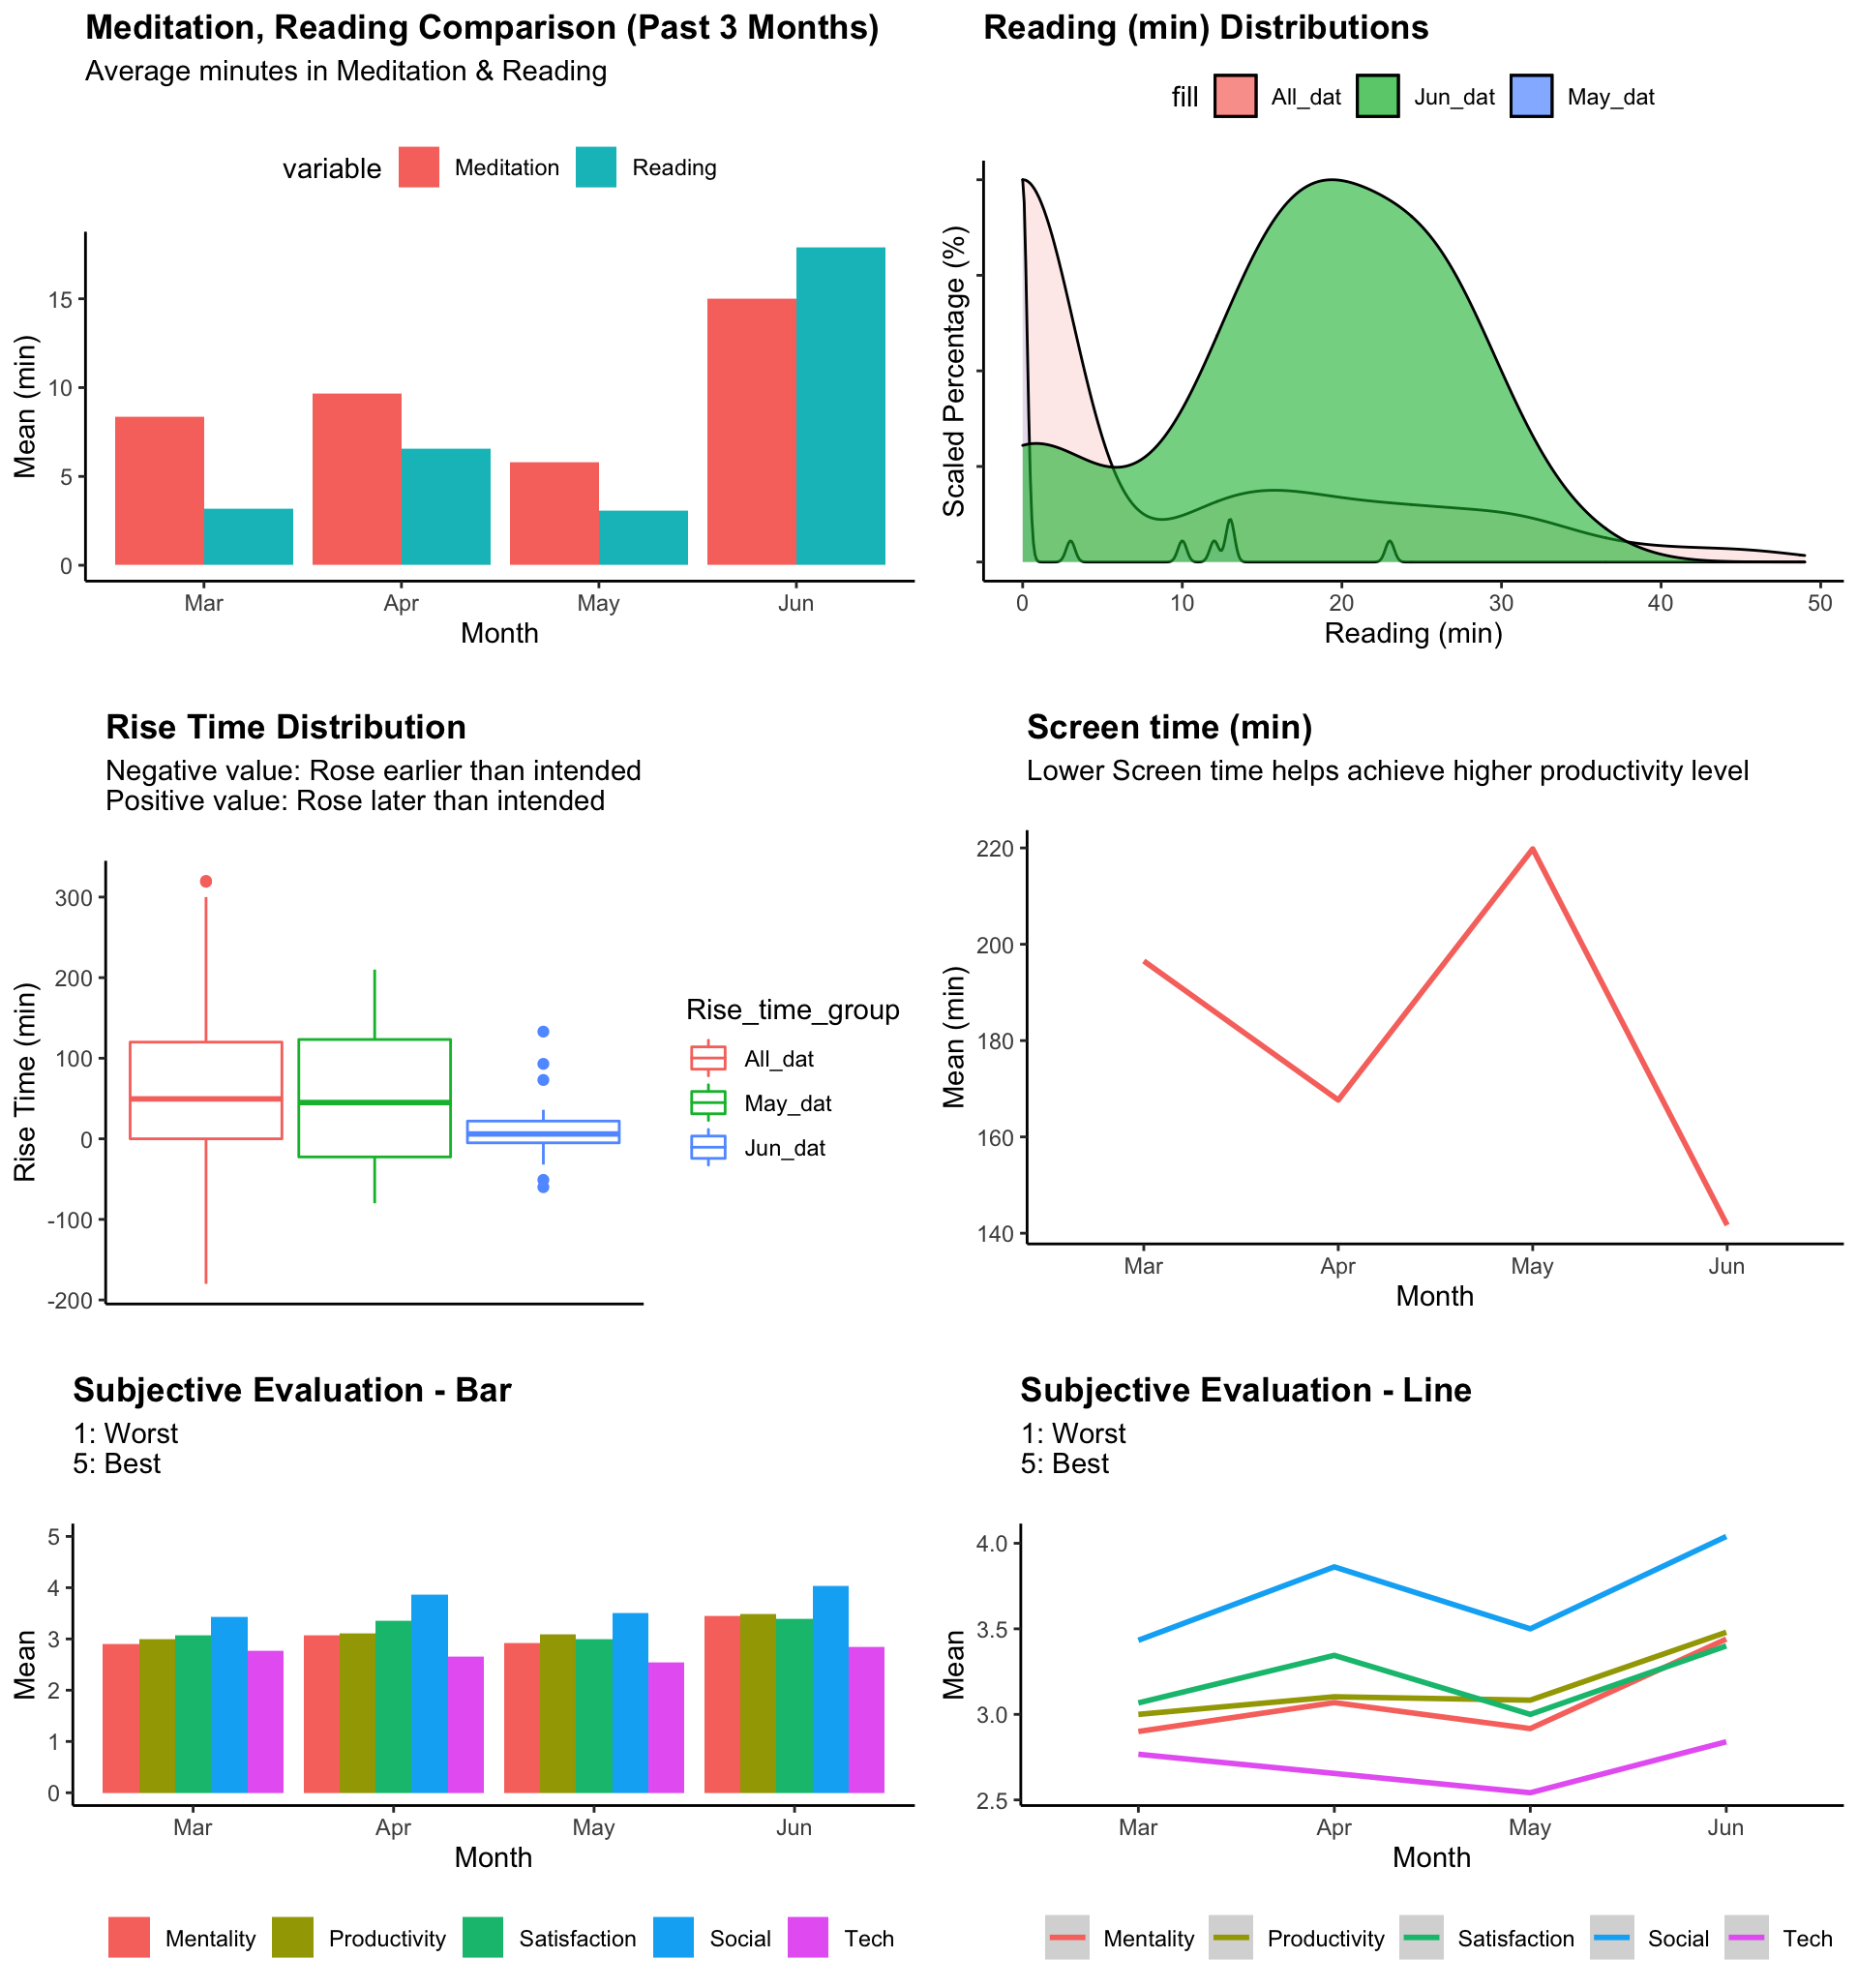 Meditation, Reading Comparison (Past 3 Months)
Average minutes in Meditation & Reading
variable Meditation Reading
Mean (min)
15
10
5
0
Mar Apr May Jun
Month
Reading (min) Distributions
fill All_dat Jun_dat May_dat
Scaled Percentage (%)
0 10 20 30 40 50
Reading (min)
Rise Time Distribution
Negative value: Rose earlier than intended
Positive value: Rose later than intended
Rise Time (min)
300
200
100
0
-100
-200
Rise_time_group
All_dat
May_dat
Jun_dat
Screen time (min)
Lower Screen time helps achieve higher productivity level
Mean (min)
220
200
180
160
140
Mar Apr May Jun
Month
Subjective Evaluation - Bar
1: Worst
5: Best
Mean
5
4
3
2
1
0
Mar Apr May Jun
Month
Mentality Productivity Satisfaction Social Tech
Subjective Evaluation - Line
1: Worst
5: Best
Mean
4.0
3.5
3.0
2.5
Mar Apr May Jun
Month
Mentality Productivity Satisfaction Social Tech